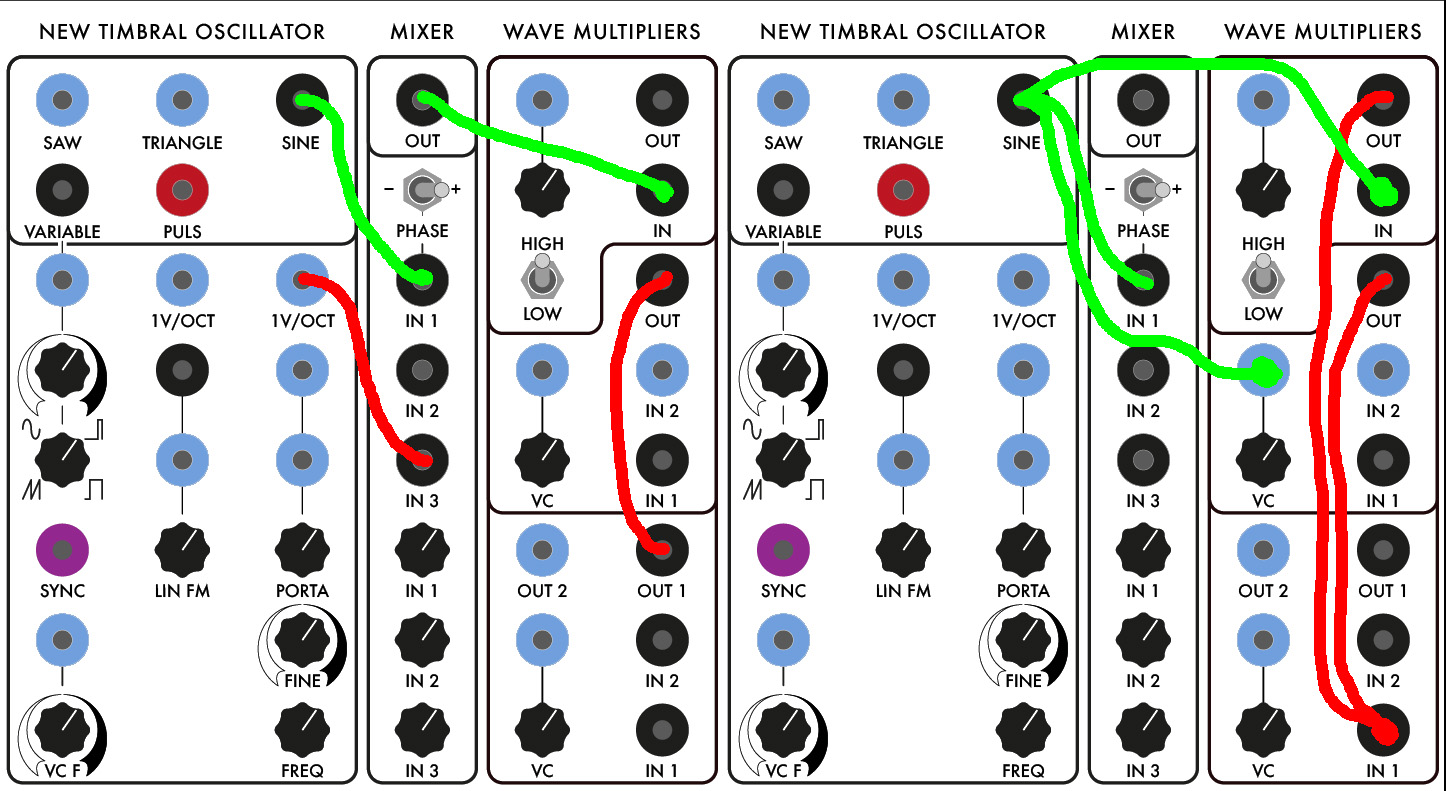 NEW TIMBRAL OSCILLATOR MIXER WAVE MULTIPLIERS NEW TIMBRAL OSCILLATOR MIXER WAVE MULTIPLIERS
SAW TRIANGLE SINE OUT OUT SAW TRIANGLE SINE OUT OUT
− + − +
VARIABLE PULS PHASE IN VARIABLE PULS PHASE IN
HIGH HIGH
LOW LOW
1V/OCT 1V/OCT IN 1 OUT 1V/OCT 1V/OCT IN 1 OUT
IN 2 IN 2 IN 2 IN 2
IN 3 VC IN 1 IN 3 VC IN 1
SYNC LIN FM PORTA IN 1 OUT 2 OUT 1 SYNC LIN FM PORTA IN 1 OUT 2 OUT 1
FINE IN 2 IN 2 FINE IN 2 IN 2
VC F FREQ IN 3 VC IN 1 VC F FREQ IN 3 VC IN 1